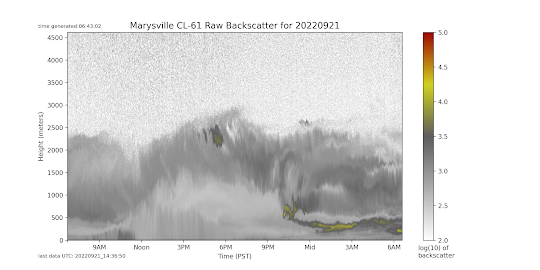 time generated 06:43:02
Marysville CL-61 Raw Backscatter for 20220921
4500
4000
3500
3000
2500
2000
1500
1000
500
0
Height (meters)
9AM Noon 3PM 6PM 9PM Mid 3AM 6AM
Time (PST)
last data UTC: 20220921_14:36:50
5.0
4.5
4.0
3.5
3.0
2.5
2.0
log(10) of
backscatter